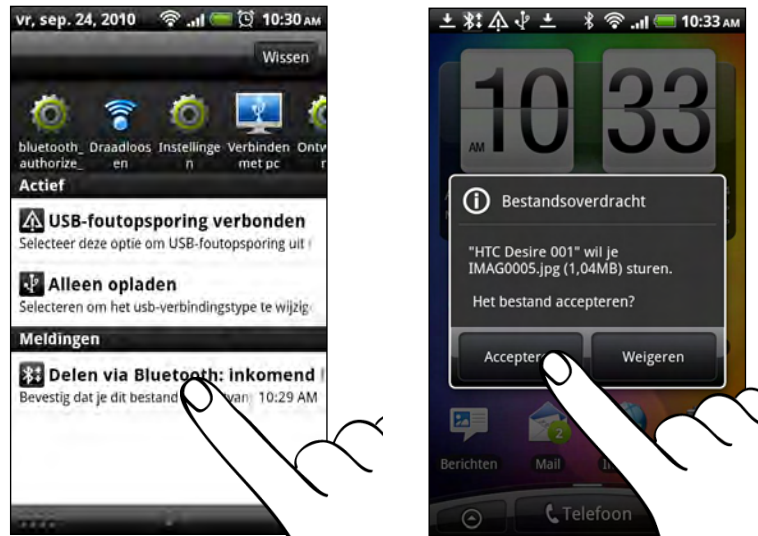 vr, sep. 24, 2010 10:30 AM
Wissen
bluetooth_ Draadloos Instellinge Verbinden Ontw
authorize_ en n met pc r
Actief
USB-foutopsporing verbonden
Selecteer deze optie om USB-foutopsporing uit
Alleen opladen
Selecteren om het usb-verbindingstype te wijzig
Meldingen
Delen via Bluetooth: inkomend
Bevestig dat je dit bestand 10:29 AM
10:33 AM
AM 10 33
Bestandsoverdracht
"HTC Desire 001" wil je
IMAG0005.jpg (1,04MB) sturen.
Het bestand accepteren?
Weigeren
2
Berichten Mail
Telefoon